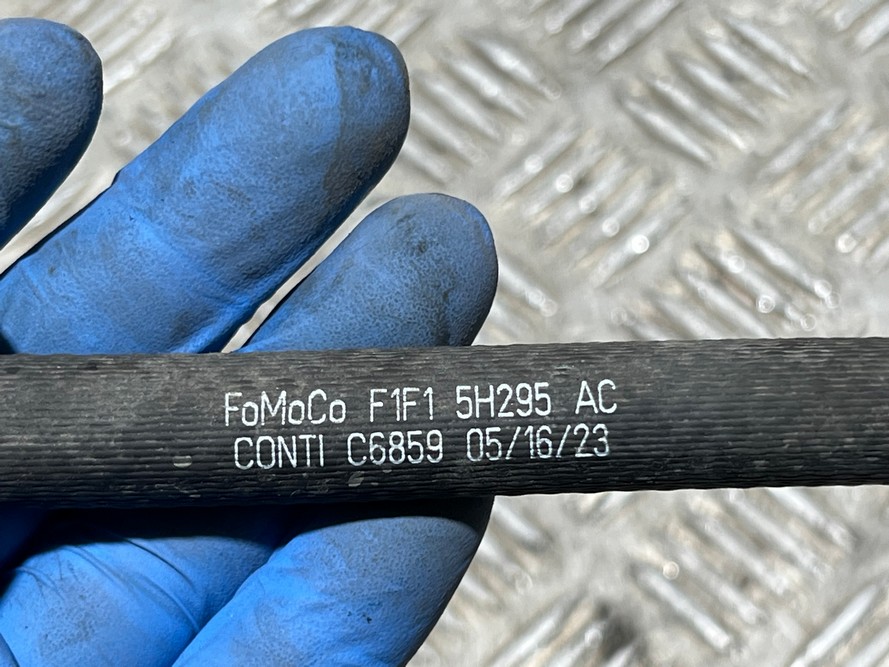 FoMoCo F1F1 5H295 AC
CONTI C6859 05/16/23